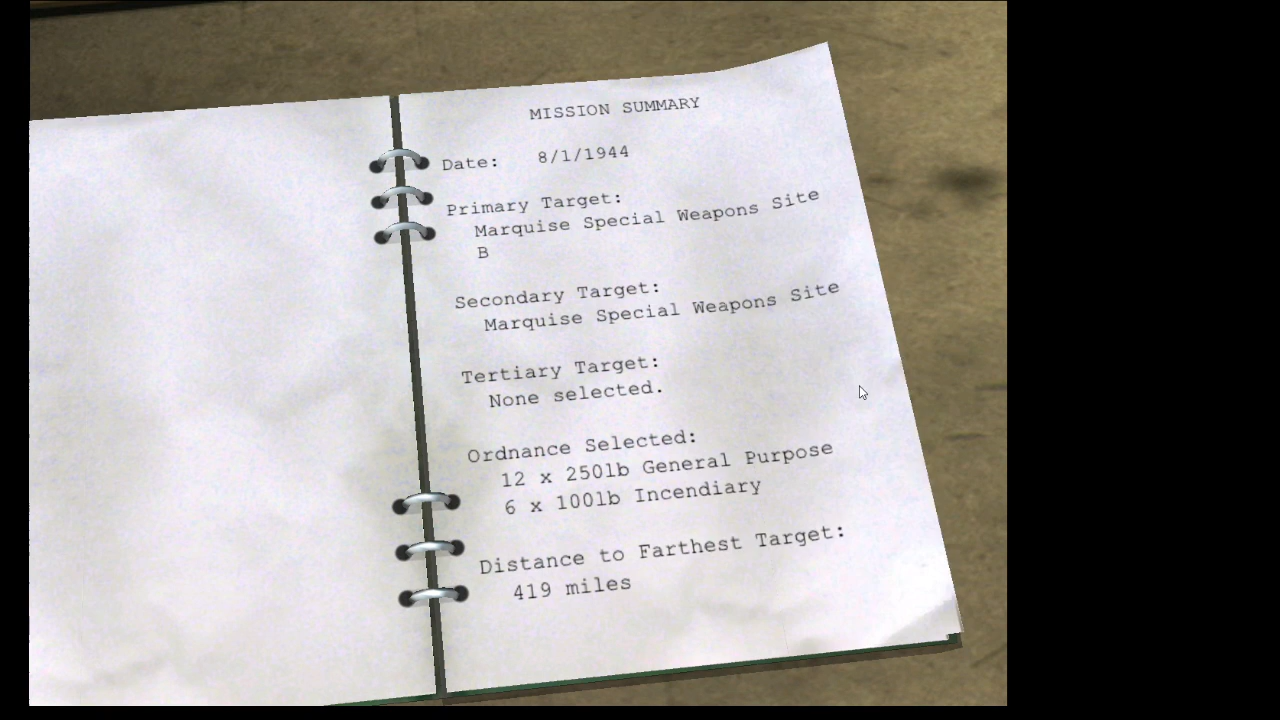 MISSION SUMMARY
Date: 8/1/1944
Primary Target:
Marquise Special Weapons Site
B
Secondary Target:
Marquise Special Weapons Site
Tertiary Target:
None selected.
Ordnance Selected:
12 x 250lb General Purpose
6 x 100lb Incendiary
Distance to Farthest Target:
419 miles